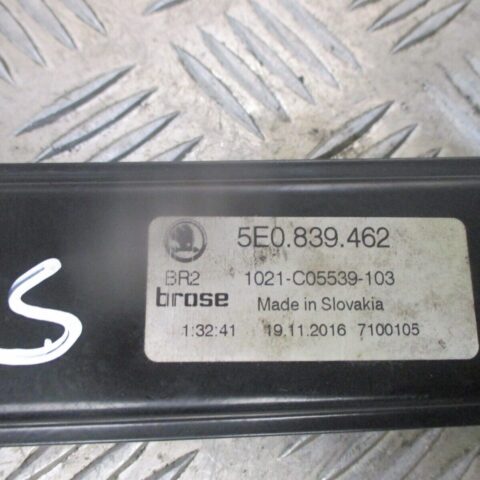 5E0.839.462
BR2 1021-C05539-103
brose Made in Slovakia
1:32:41 19.11.2016 7100105
S